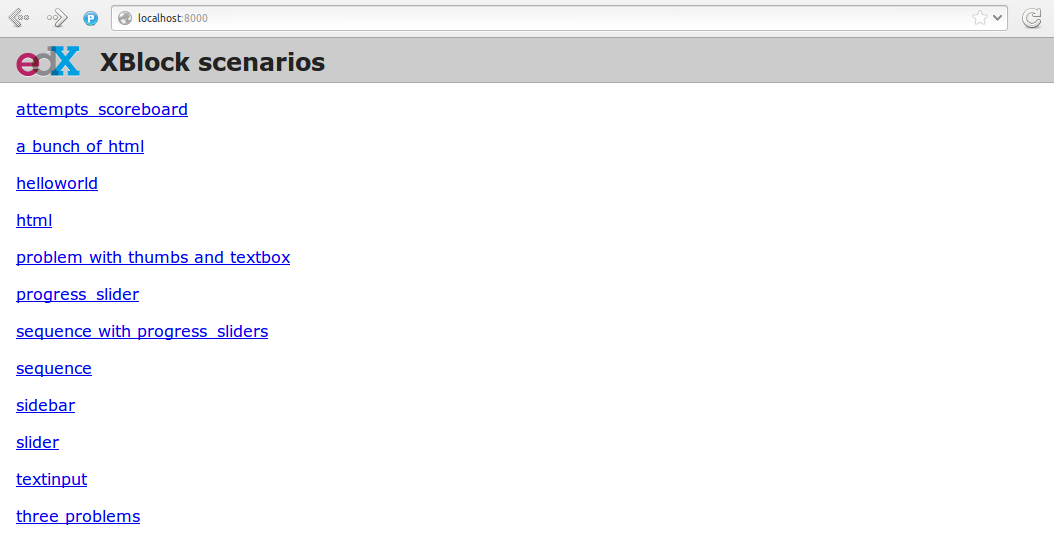 localhost:8000
edX XBlock scenarios
attempts_scoreboard
a bunch of html
helloworld
html
problem with thumbs and textbox
progress_slider
sequence with progress_sliders
sequence
sidebar
slider
textinput
three problems